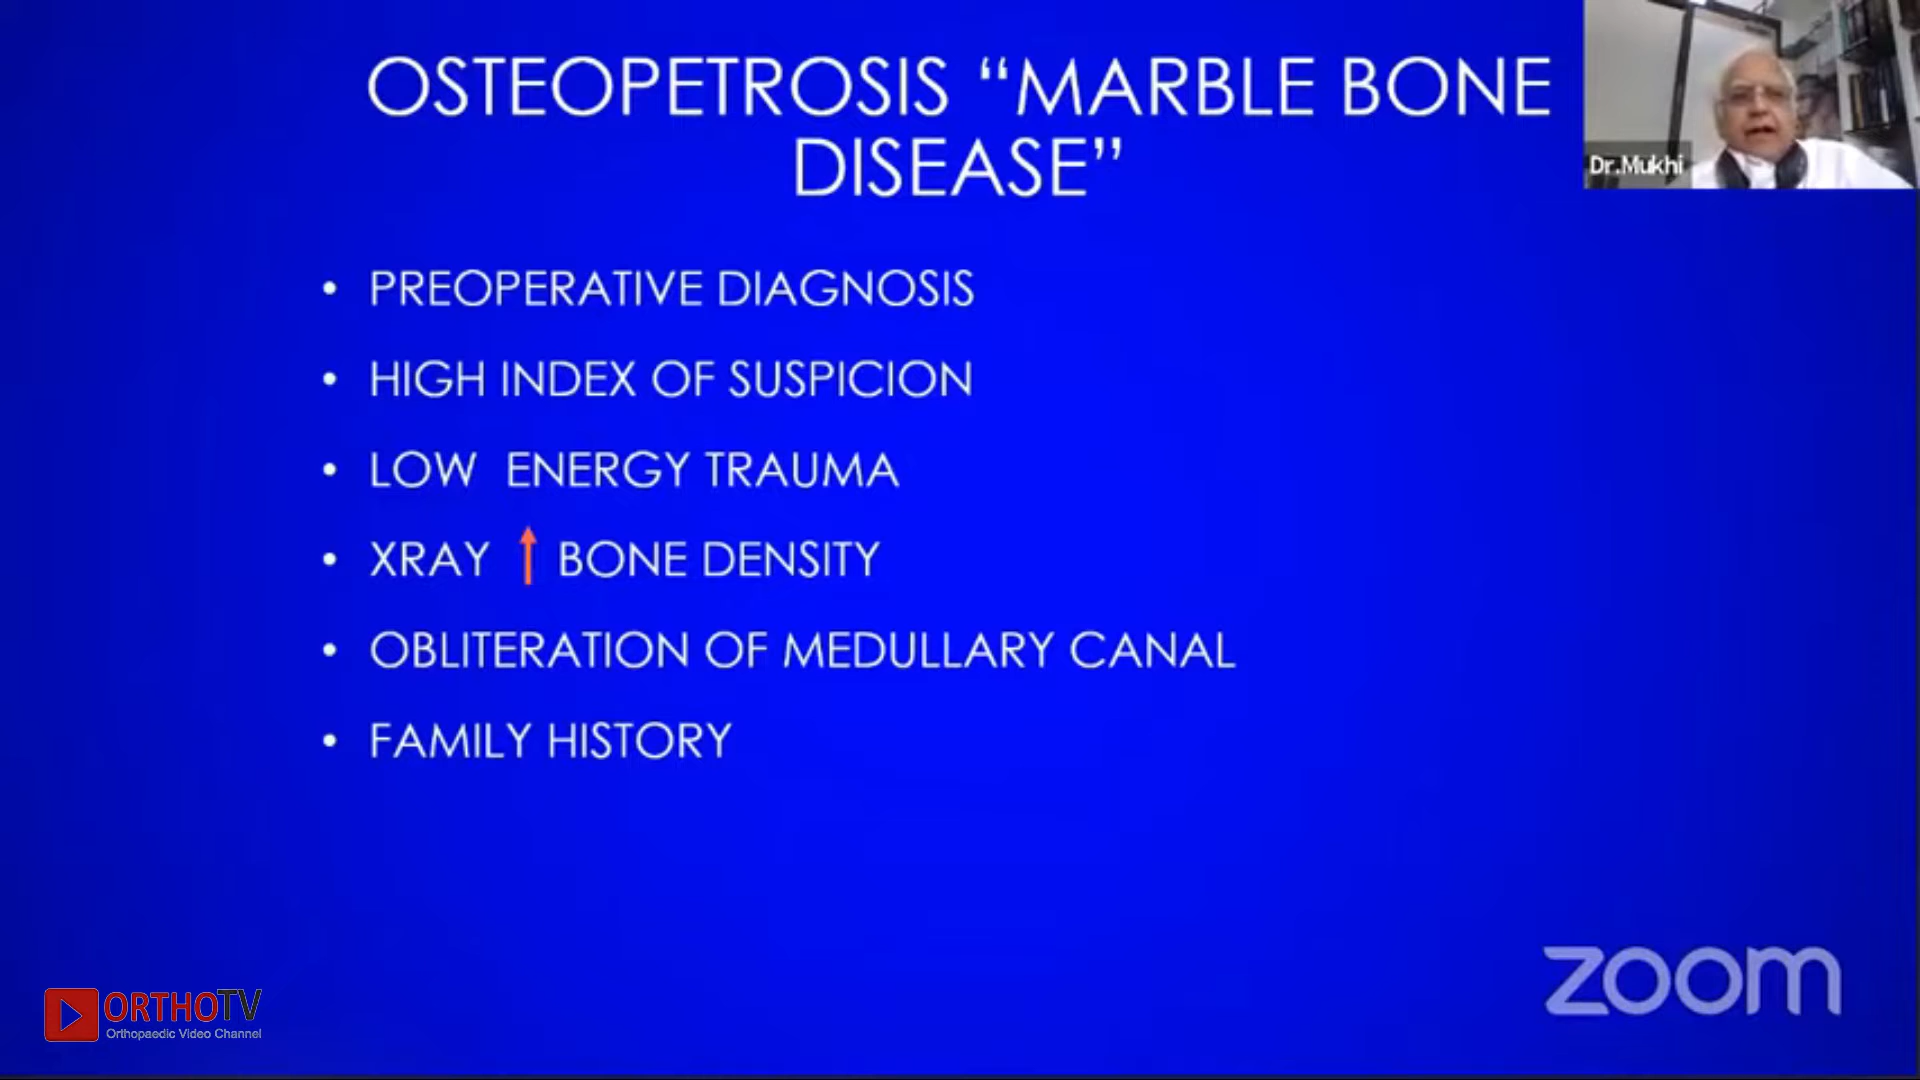 OSTEOPETROSIS “MARBLE BONE
DISEASE”
Dr.Mukhi
• PREOPERATIVE DIAGNOSIS
• HIGH INDEX OF SUSPICION
• LOW ENERGY TRAUMA
• XRAY ↑ BONE DENSITY
• OBLITERATION OF MEDULLARY CANAL
• FAMILY HISTORY
ORTHOTV
Orthopaedic Video Channel
zoom